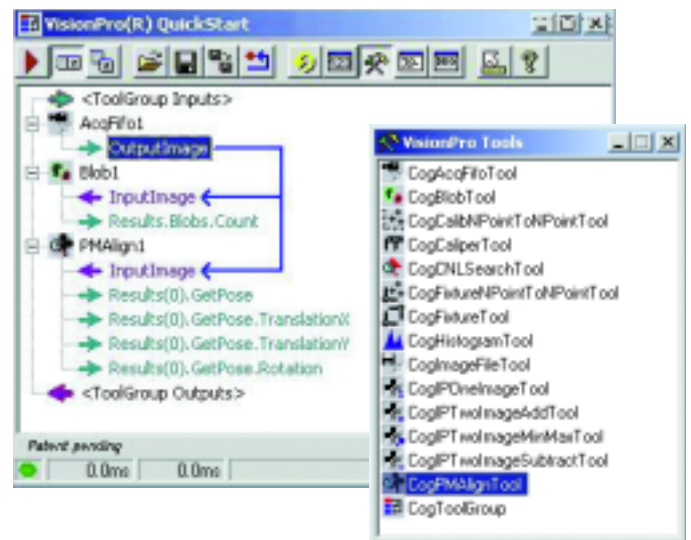 VisionPro(R) QuickStart
<ToolGroup Inputs>
AcqFifo1
OutputImage
Blob1
InputImage
Results.Blobs.Count
PMAlign1
InputImage
Results(0).GetPose
Results(0).GetPose.TranslationX
Results(0).GetPose.TranslationY
Results(0).GetPose.Rotation
<ToolGroup Outputs>
Patent pending
0.0ms 0.0ms
VisionPro Tools
CogAcqFifoTool
CogBlobTool
CogCalibNPointToNPointTool
CogCaliperTool
CogCNLSearchTool
CogFixtureNPointToNPointTool
CogFixtureTool
CogHistogramTool
CogImageFileTool
CogIPOneImageTool
CogIPTwoImageAddTool
CogIPTwoImageMinMaxTool
CogIPTwoImageSubtractTool
CogPMAlignTool
CogToolGroup